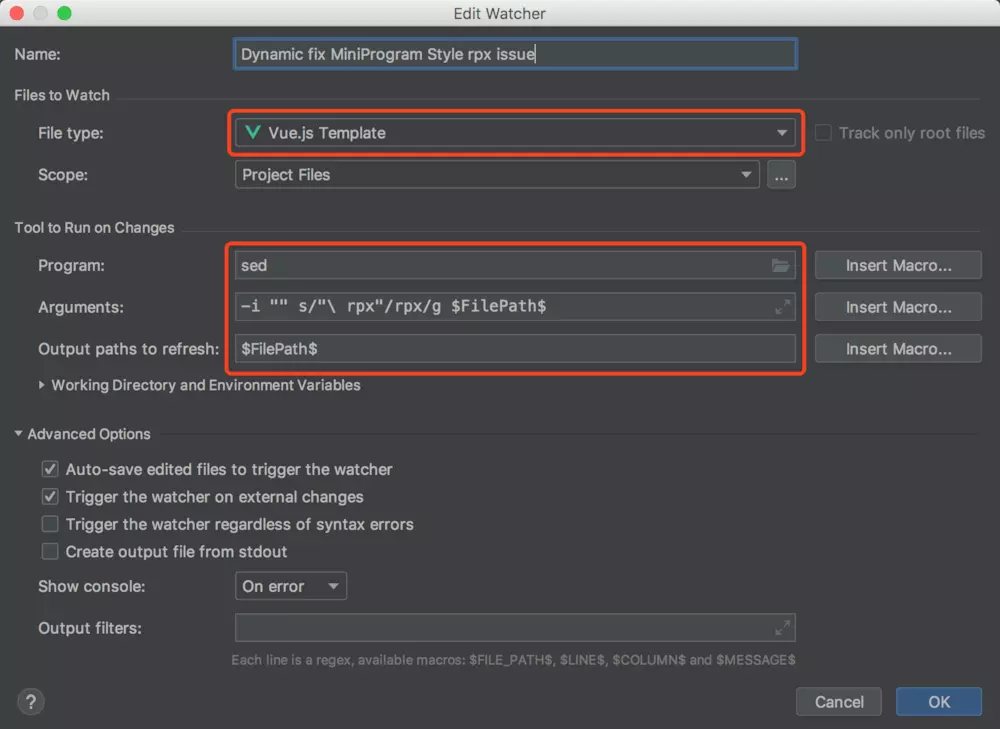 Edit Watcher
Name: Dynamic fix MiniProgram Style rpx issue
Files to Watch
File type: Vue.js Template Track only root files
Scope: Project Files ...
Tool to Run on Changes
Program: sed Insert Macro...
Arguments: -i "" s/"\ rpx"/rpx/g $FilePath$ Insert Macro...
Output paths to refresh: $FilePath$ Insert Macro...
Working Directory and Environment Variables
Advanced Options
Auto-save edited files to trigger the watcher
Trigger the watcher on external changes
Trigger the watcher regardless of syntax errors
Create output file from stdout
Show console: On error
Output filters:
Each line is a regex, available macros: $FILE_PATH$, $LINE$, $COLUMN$ and $MESSAGE$
? Cancel OK